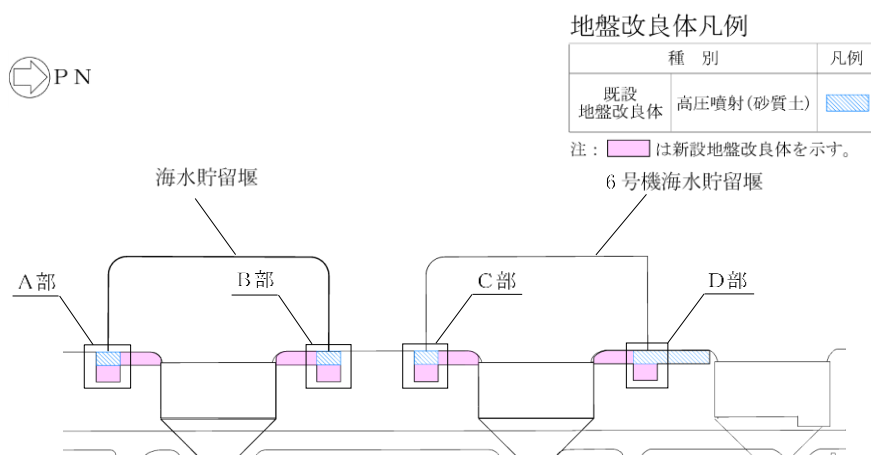 地盤改良体凡例
種 別 凡例
既設
地盤改良体 高圧噴射(砂質土)
注: は新設地盤改良体を示す。
PN
海水貯留堰
6号機海水貯留堰
A部
B部
C部
D部